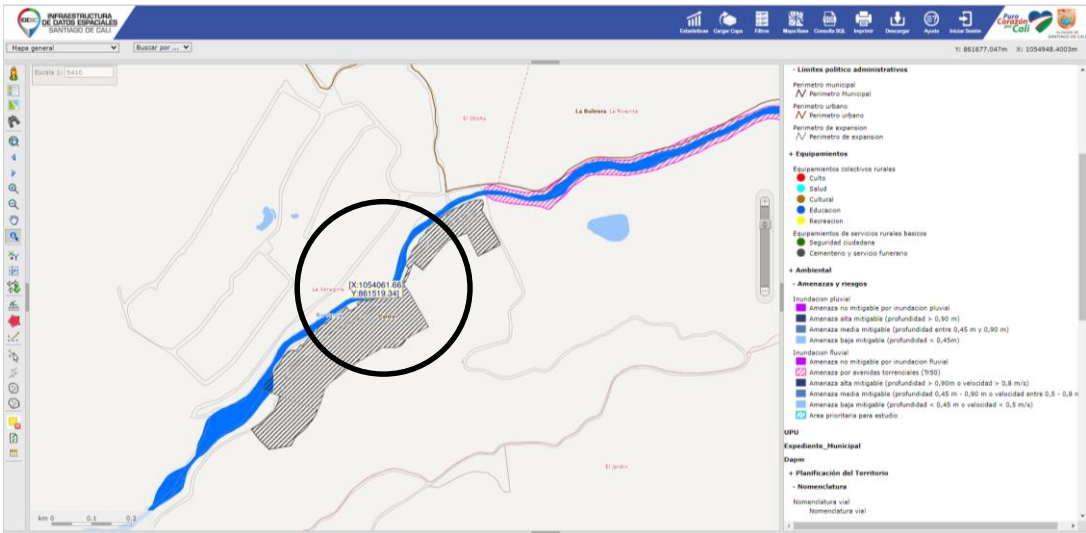 IDESC
INFRAESTRUCTURA
DE DATOS ESPACIALES
SANTIAGO DE CALI
Estadísticas Cargar Capa Filtros Mapa Base Consulta SQL Imprimir Descargar Ayuda Iniciar Sesión
Puro
Corazón
por Cali
ALCALDÍA DE
SANTIAGO DE CALI
Mapa general
Buscar por ...
Y: 861677.047m X: 1054948.4003m
Escala 1: 5410
El Otoño
La Buitrera La Riverita
La Vorágine
[X:1054061.66
Y:861519.34]
El Jardín
km 0 0.1 0.2
- Límites político administrativos
Perimetro municipal
Perimetro Municipal
Perimetro urbano
Perimetro urbano
Perimetro de expansion
Perimetro de expansion
+ Equipamientos
Equipamientos colectivos rurales
Culto
Salud
Cultural
Educacion
Recreacion
Equipamientos de servicios rurales basicos
Seguridad ciudadana
Cementerio y servicio funerario
+ Ambiental
- Amenazas y riesgos
Inundacion pluvial
Amenaza no mitigable por inundacion pluvial
Amenaza alta mitigable (profundidad > 0,90 m)
Amenaza media mitigable (profundidad entre 0,45 m y 0,90 m)
Amenaza baja mitigable (profundidad < 0,45m)
Inundacion fluvial
Amenaza no mitigable por inundacion fluvial
Amenaza por avenidas torrenciales (Tr50)
Amenaza alta mitigable (profundidad > 0,90m o velocidad > 0,8 m/s)
Amenaza media mitigable (profundidad 0,45 m - 0,90 m o velocidad entre 0,5 - 0,8 m
Amenaza baja mitigable (profundidad < 0,45 m o velocidad < 0,5 m/s)
Area prioritaria para estudio
UPU
Expediente_Municipal
Dapm
+ Planificación del Territorio
- Nomenclatura
Nomenclatura vial
Nomenclatura vial